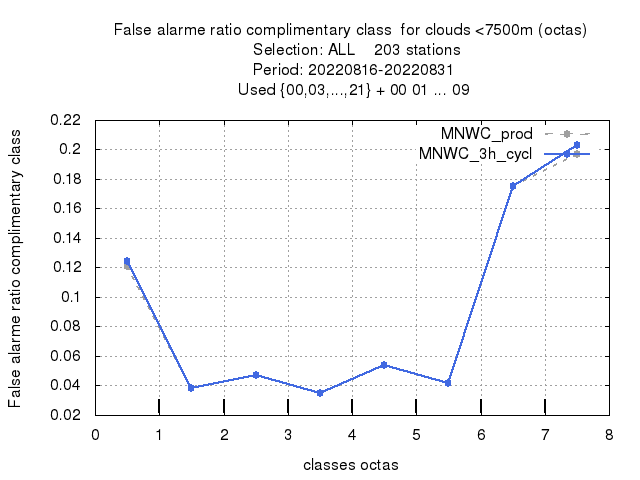 False alarme ratio complimentary class  for clouds <7500m (octas)
Selection: ALL    203 stations
Period: 20220816-20220831
Used {00,03,...,21} + 00 01 ... 09
MNWC_prod
MNWC_3h_cycl
False alarme ratio complimentary class
0.22
0.2
0.18
0.16
0.14
0.12
0.1
0.08
0.06
0.04
0.02
0 1 2 3 4 5 6 7 8
classes octas